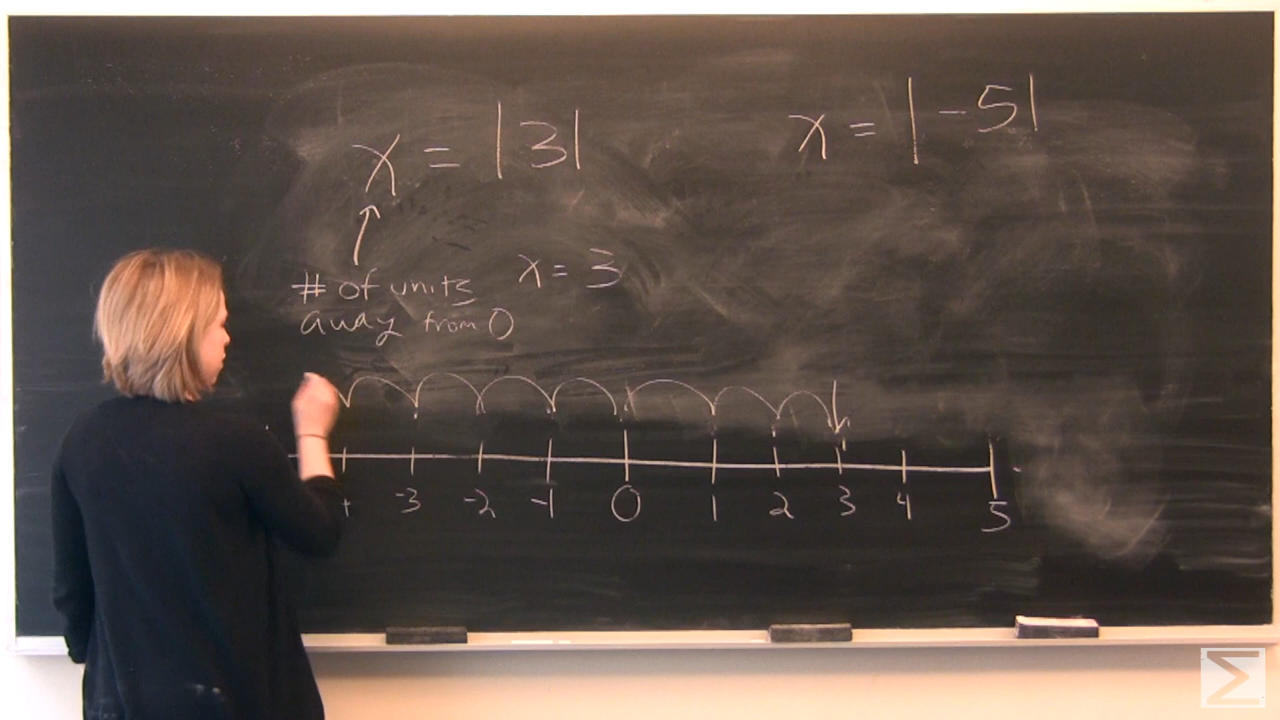 x = |3|
x = |-5|
# of units
away from 0
x = 3
-3 -2 -1 0 1 2 3 4 5
Σ